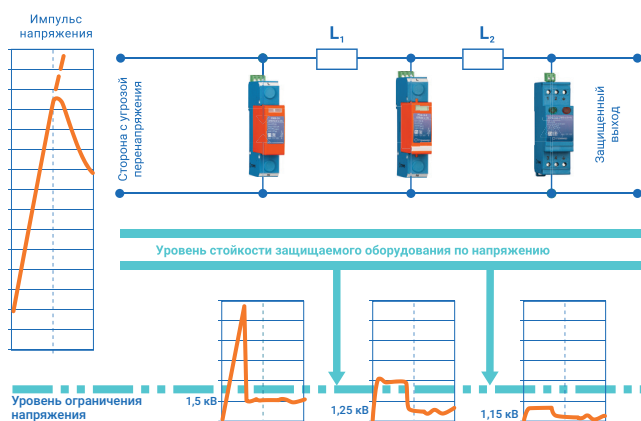 Импульс
напряжения
L1
L2
Сторона с угрозой
перенапряжения
Защищенный
выход
Уровень стойкости защищаемого оборудования по напряжению
Уровень ограничения
напряжения
1,5 кВ
1,25 кВ
1,15 кВ